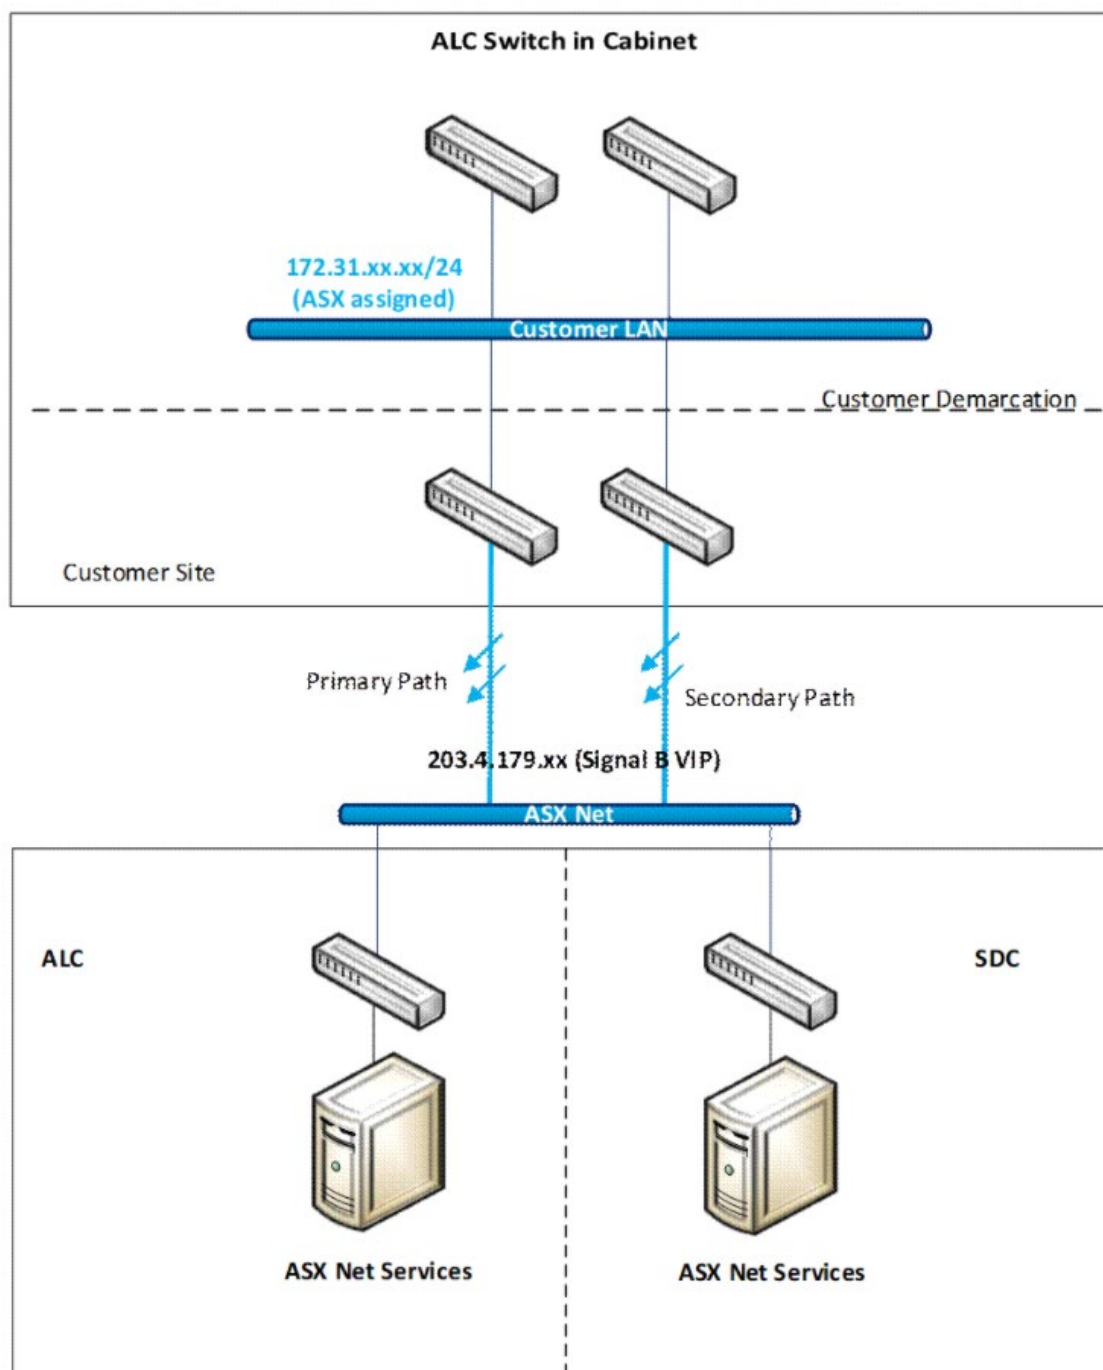 ALC Switch in Cabinet
172.31.xx.xx/24
(ASX assigned)
Customer LAN
Customer Demarcation
Customer Site
Primary Path
Secondary Path
203.4.179.xx (Signal B VIP)
ASX Net
ALC
SDC
ASX Net Services
ASX Net Services